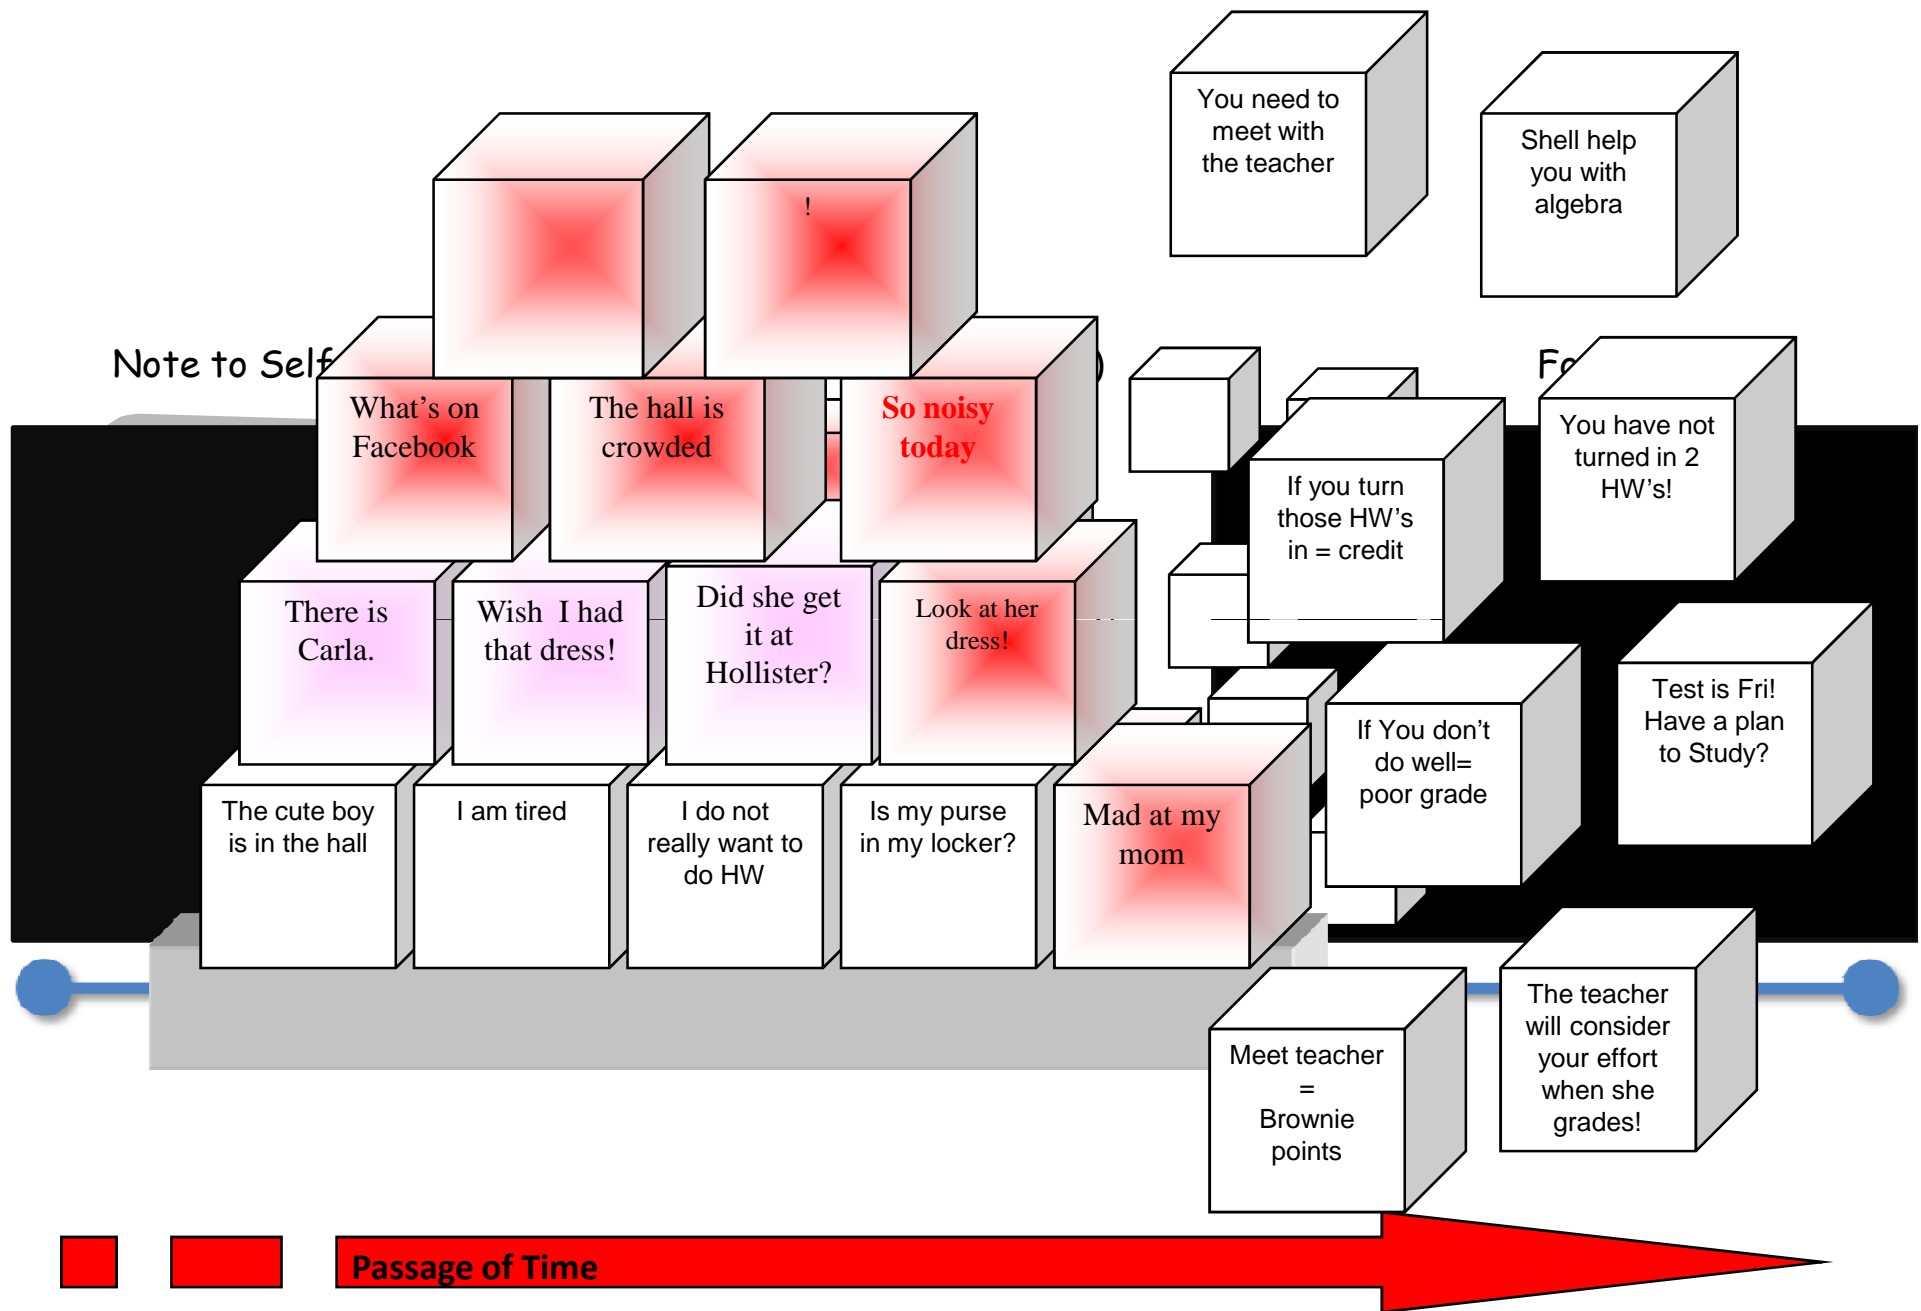 You need to
meet with
the teacher
Shell help
you with
algebra
!
Note to Self
What's on
Facebook
The hall is
crowded
So noisy
today
You have not
turned in 2
HW's!
If you turn
those HW's
in = credit
There is
Carla.
Wish I had
that dress!
Did she get
it at
Hollister?
Look at her
dress!
Test is Fri!
Have a plan
to Study?
If You don't
do well=
poor grade
The cute boy
is in the hall
I am tired
I do not
really want to
do HW
Is my purse
in my locker?
Mad at my
mom
The teacher
will consider
your effort
when she
grades!
Meet teacher
=
Brownie
points
Passage of Time